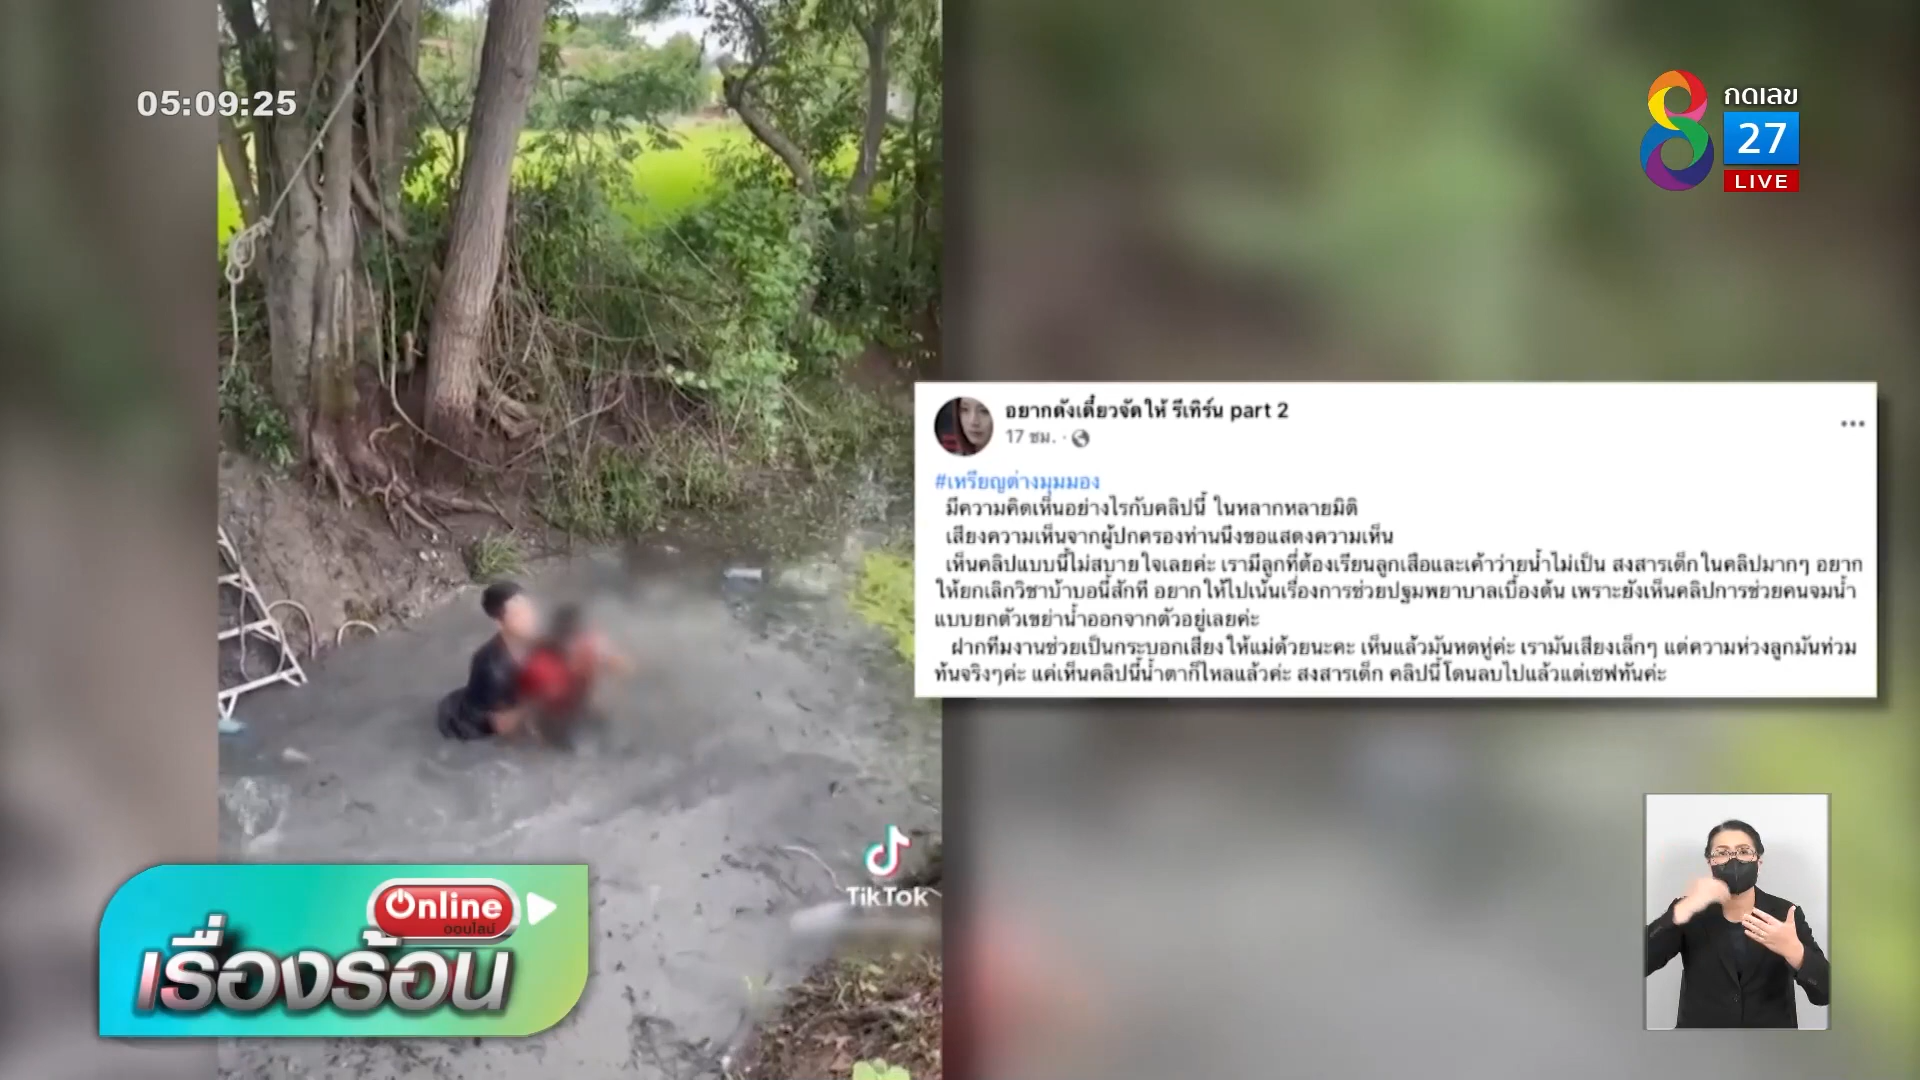 05:09:25
กดเลข
27
LIVE
อยากดังเดี๋ยวจัดให้ รีเทิร์น part 2
17 ชม.
#เหรียญต่างมุมมอง
มีความคิดเห็นอย่างไรกับคลิปนี้ ในหลากหลายมิติ
เสียงความเห็นจากผู้ปกครองท่านนึงขอแสดงความเห็น
เห็นคลิปแบบนี้ไม่สบายใจเลยค่ะ เรามีลูกที่ต้องเรียนลูกเสือและเค้าว่ายน้ำไม่เป็น สงสารเด็กในคลิปมากๆ อยาก
ให้ยกเลิกวิชาบ้าบอนี้สักที อยากให้ไปเน้นเรื่องการช่วยปฐมพยาบาลเบื้องต้น เพราะยังเห็นคลิปการช่วยคนจมน้ำ
แบบยกตัวเขย่าน้ำออกจากตัวอยู่เลยค่ะ
ฝากทีมงานช่วยเป็นกระบอกเสียงให้แม่ด้วยนะคะ เห็นแล้วมันหดหู่ค่ะ เรามันเสียงเล็กๆ แต่ความห่วงลูกมันท่วม
ท้นจริงๆค่ะ แค่เห็นคลิปนี้น้ำตาก็ไหลแล้วค่ะ สงสารเด็ก คลิปนี้โดนลบไปแล้วแต่เซฟทันค่ะ
TikTok
Online
ออนไลน์
เรื่องร้อน